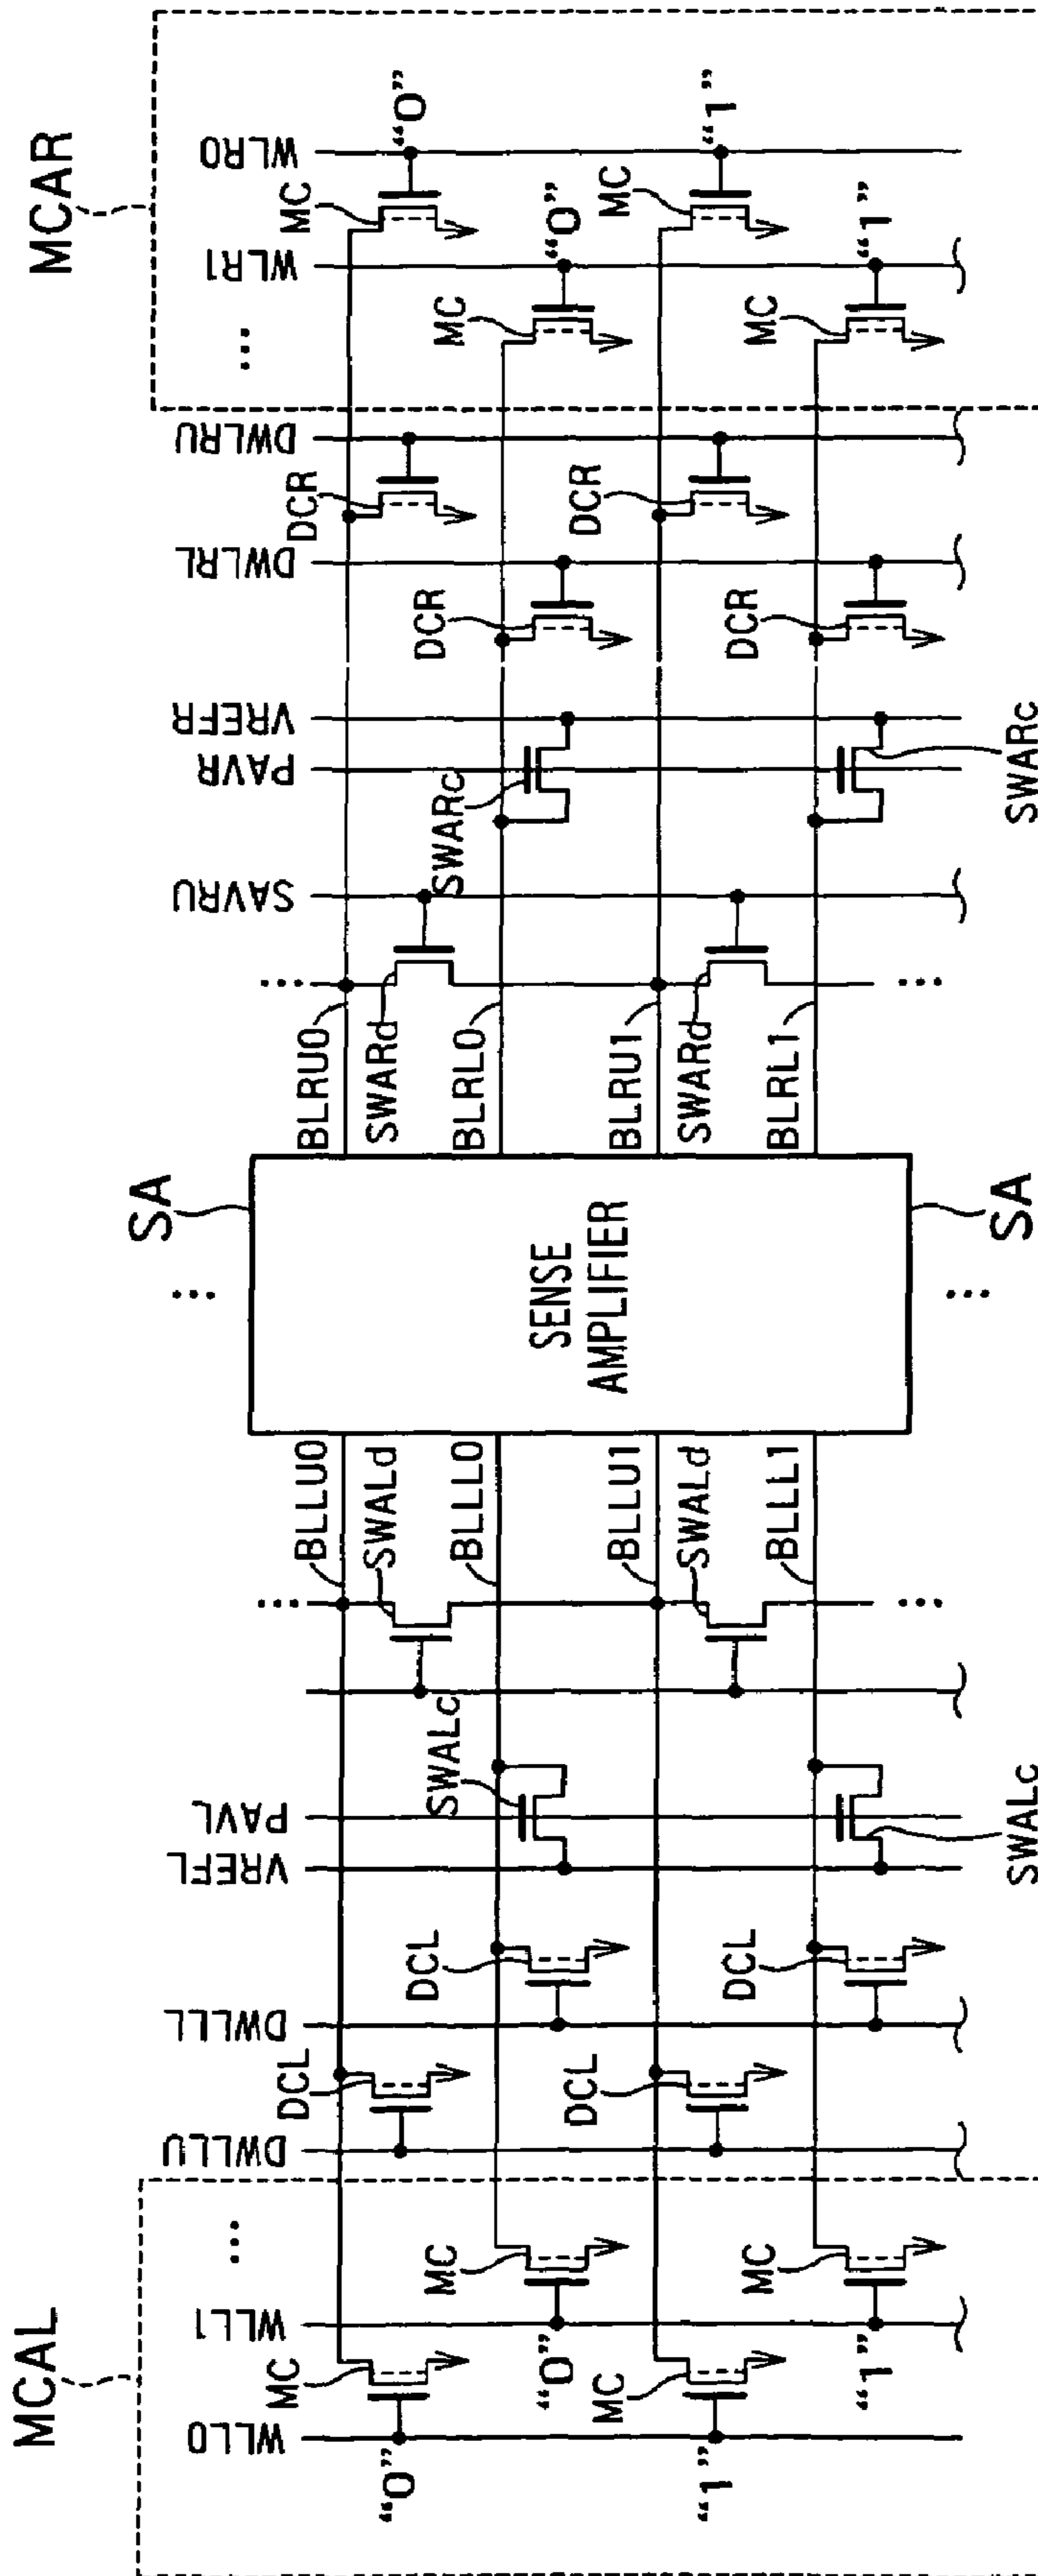 MCAL
MCAR
WLL0
WLL1
...
DWLLU
DWLLL
VREFL
PAVL
SA
...
SAVRU
PAVR
VREFR
DWLRL
DWLRU
...
WLR1
WLR0
MC
"0"
DCL
...
BLLU0
SWALd
...
BLRU0
SWARd
DCR
MC
"0"
MC
"0"
DCL
SWALc
BLLL0
SENSE
AMPLIFIER
BLRL0
SWARc
DCR
MC
"0"
MC
"1"
DCL
BLLU1
SWALd
BLRU1
SWARd
DCR
MC
"1"
MC
"1"
DCL
SWALc
BLLL1
...
BLRL1
...
SWARc
DCR
MC
"1"
...
SA